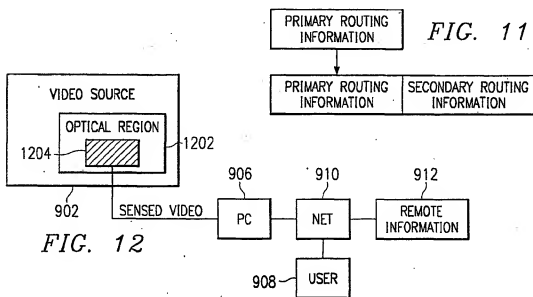 PRIMARY ROUTING
INFORMATION
FIG. 11
PRIMARY ROUTING
INFORMATION
SECONDARY ROUTING
INFORMATION
VIDEO SOURCE
OPTICAL REGION
1204
1202
902
SENSED VIDEO
906
PC
910
NET
912
REMOTE
INFORMATION
908
USER
FIG. 12